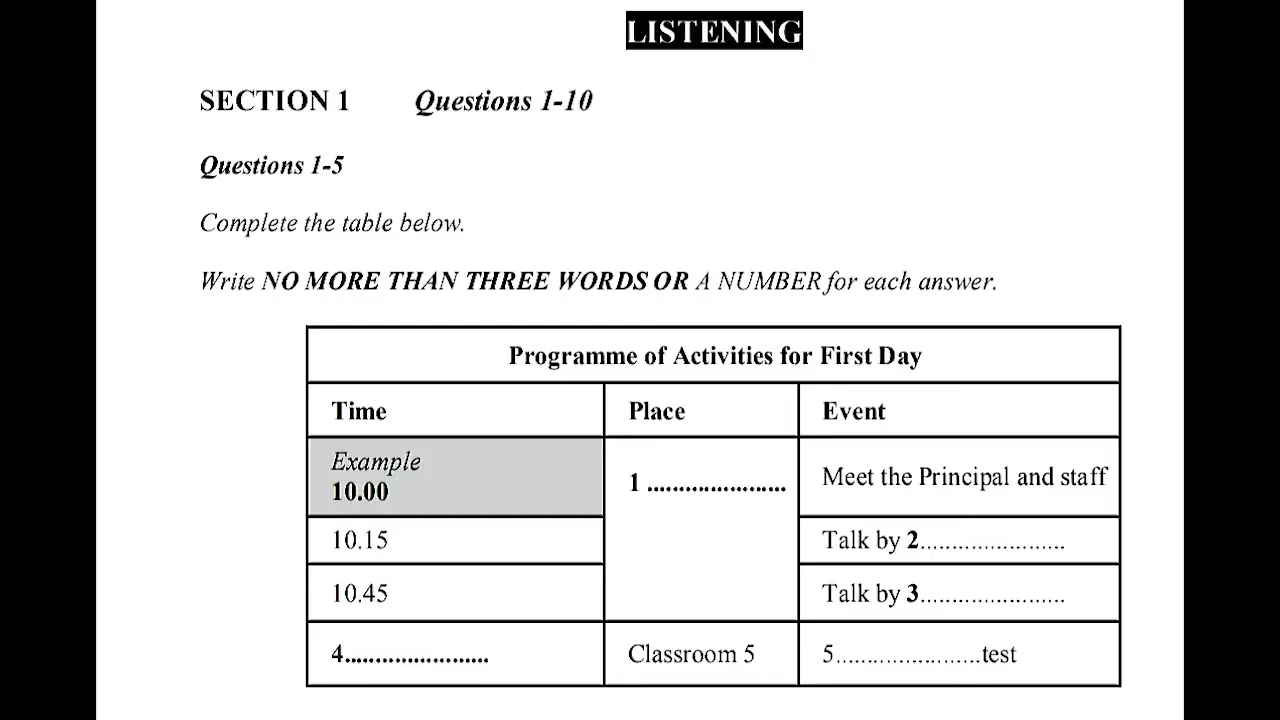 LISTENING
SECTION 1 Questions 1-10
Questions 1-5
Complete the table below.
Write NO MORE THAN THREE WORDS OR A NUMBER for each answer.
Programme of Activities for First Day
Time Place Event
Example
10.00
1 ...................... Meet the Principal and staff
10.15 Talk by 2.......................
10.45 Talk by 3.......................
4....................... Classroom 5 5.......................test